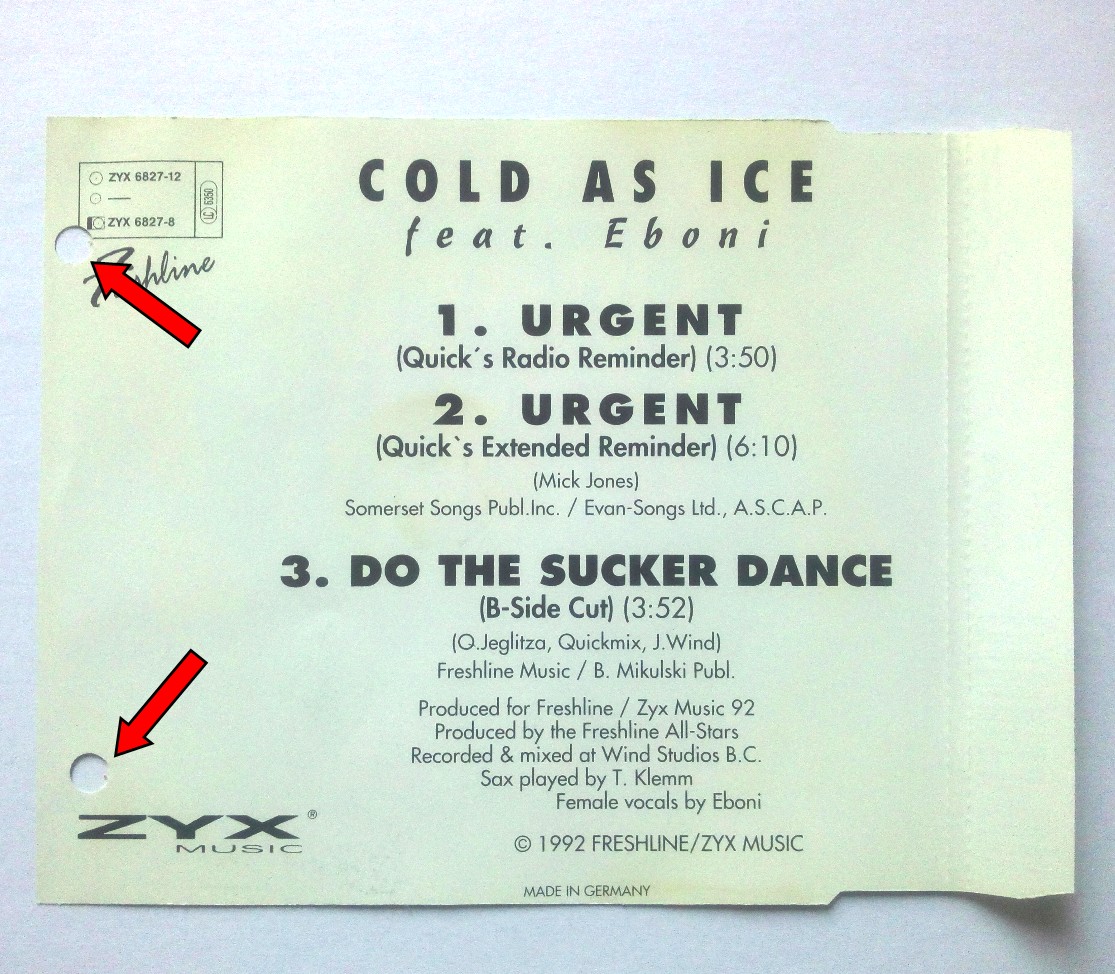 ZYX 6827-12
—
ZYX 6827-8
LC 6350
Freshline
COLD AS ICE
feat. Eboni
1. URGENT
(Quick´s Radio Reminder) (3:50)
2. URGENT
(Quick`s Extended Reminder) (6:10)
(Mick Jones)
Somerset Songs Publ.Inc. / Evan-Songs Ltd., A.S.C.A.P.
3. DO THE SUCKER DANCE
(B-Side Cut) (3:52)
(Q.Jeglitza, Quickmix, J.Wind)
Freshline Music / B. Mikulski Publ.
Produced for Freshline / Zyx Music 92
Produced by the Freshline All-Stars
Recorded & mixed at Wind Studios B.C.
Sax played by T. Klemm
Female vocals by Eboni
ZYX ®
MUSIC
© 1992 FRESHLINE/ZYX MUSIC
MADE IN GERMANY